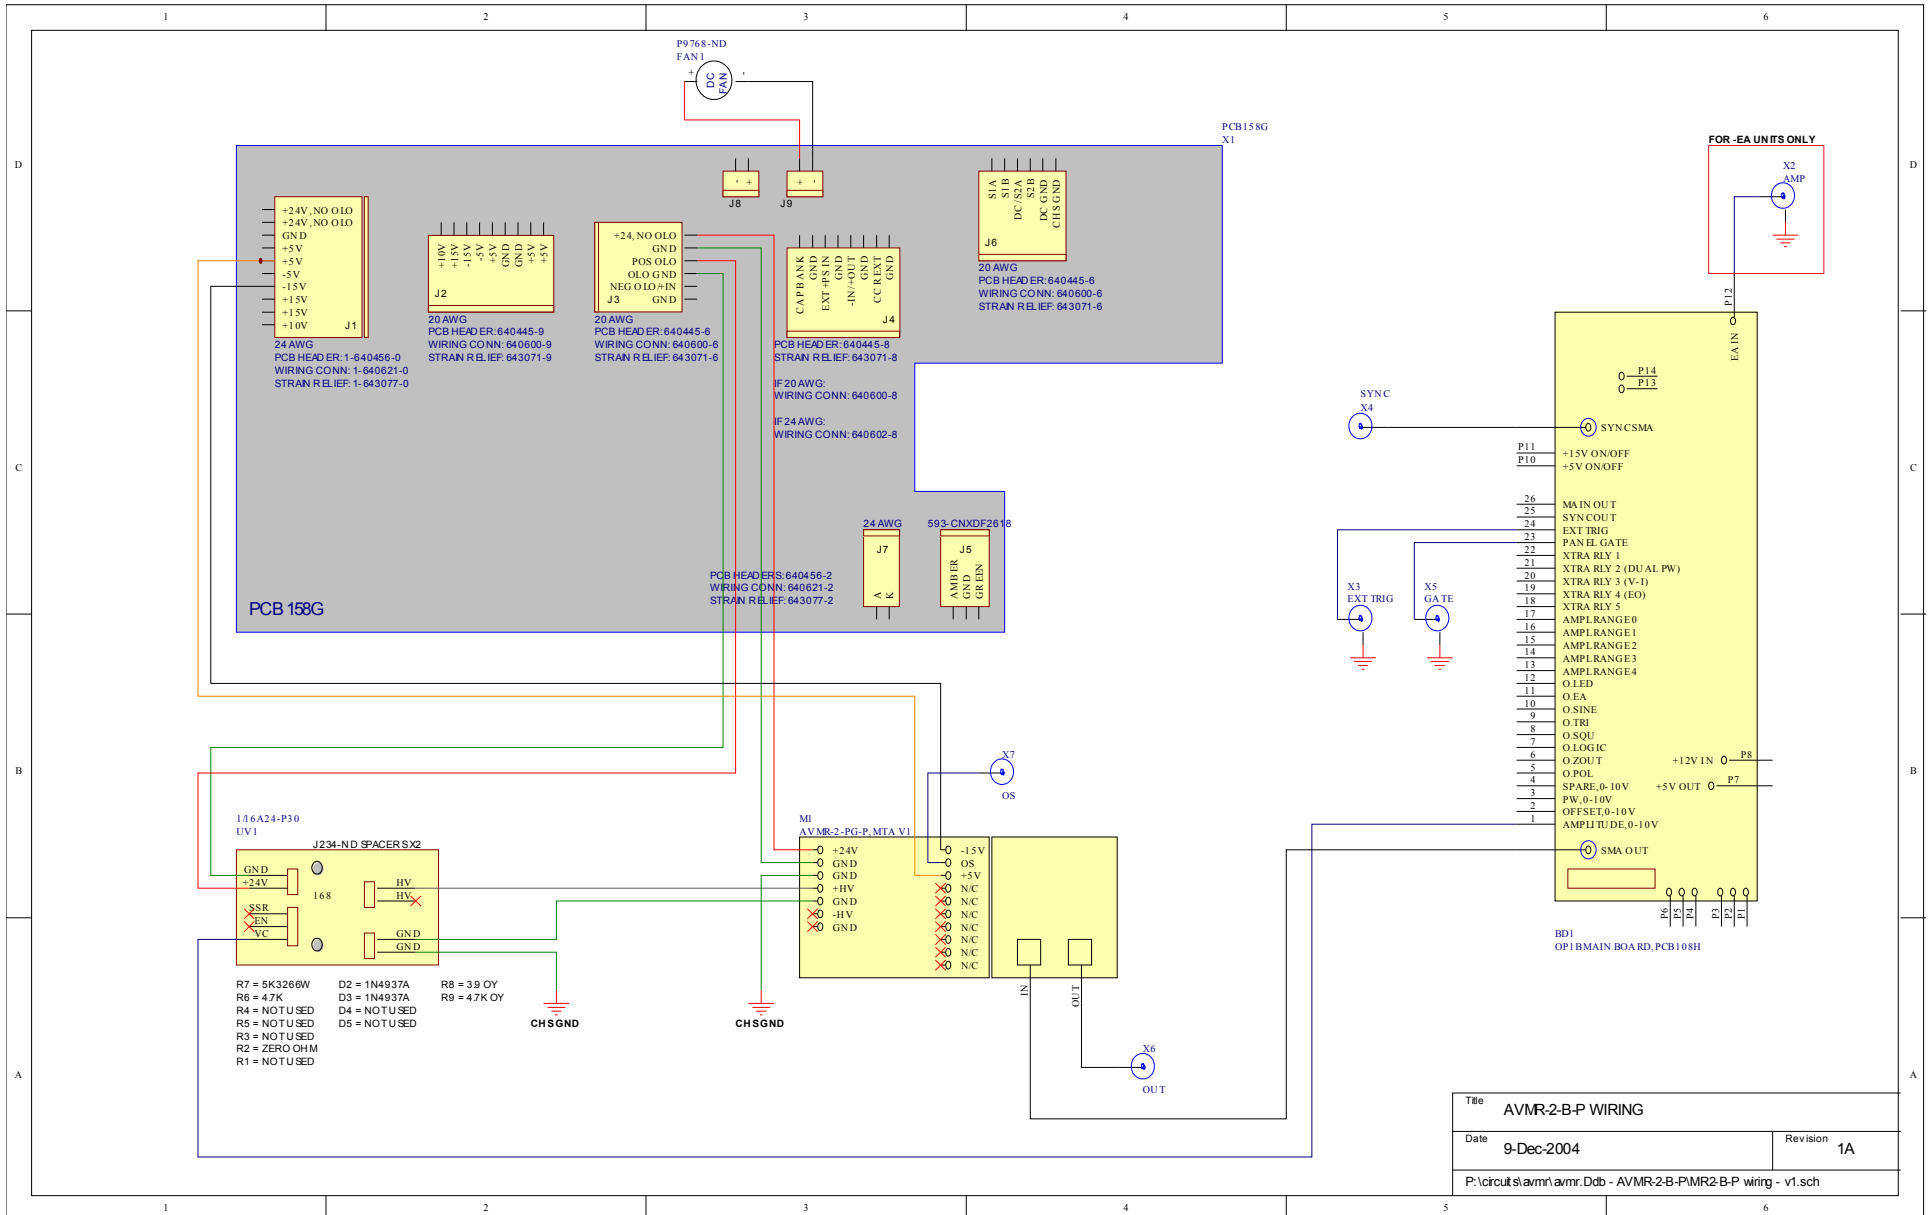 1 2 3 4 5 6
D
C
B
A
P9768-ND
FAN1
+ -
DC FAN
PCB158G
X1
FOR -EA UNITS ONLY
X2
AMP
J8
- +
J9
+ -
+24V, NO OLO
+24V, NO OLO
GND
+5V
+5V
-5V
-15V
+15V
+15V
+10V
J1
24 AWG
PCB HEADER: 1-640456-0
WIRING CONN: 1-640621-0
STRAIN RELIEF: 1-643077-0
+10V
+15V
-15V
-5V
+5V
GND
GND
+5V
+5V
J2
20 AWG
PCB HEADER: 640445-9
WIRING CONN: 640600-9
STRAIN RELIEF: 643071-9
+24, NO OLO
GND
POS OLO
OLO GND
NEG OLO/+IN
GND
J3
20 AWG
PCB HEADER: 640445-6
WIRING CONN: 640600-6
STRAIN RELIEF: 643071-6
CAP BANK
GND
EXT +PS IN
GND
-IN/+OUT
GND
CCR EXT
GND
J4
PCB HEADER: 640445-8
STRAIN RELIEF: 643071-8
IF 20 AWG:
WIRING CONN: 640600-8
IF 24 AWG:
WIRING CONN: 640602-8
S1A
S1B
DC/S2A
S2B
DC GND
CHS GND
J6
20 AWG
PCB HEADER: 640445-6
WIRING CONN: 640600-6
STRAIN RELIEF: 643071-6
24 AWG
J7
A
K
PCB HEADERS: 640456-2
WIRING CONN: 640621-2
STRAIN RELIEF: 643077-2
593-CNXDF2618
J5
AMBER
GND
GREEN
PCB 158G
SYNC
X4
X3
EXT TRIG
X5
GATE
P12
EA IN
P14
P13
SYNC SMA
P11 +15V ON/OFF
P10 +5V ON/OFF
26 MAIN OUT
25 SYNC OUT
24 EXT TRIG
23 PANEL GATE
22 XTRA RLY 1
21 XTRA RLY 2 (DUAL PW)
20 XTRA RLY 3 (V-I)
19 XTRA RLY 4 (EO)
18 XTRA RLY 5
17 AMPL RANGE 0
16 AMPL RANGE 1
15 AMPL RANGE 2
14 AMPL RANGE 3
13 AMPL RANGE 4
12 O.LED
11 O.EA
10 O.SINE
9 O.TRI
8 O.SQU
7 O.LOGIC
6 O.ZOUT
5 O.POL
4 SPARE, 0-10V
3 PW, 0-10V
2 OFFSET, 0-10V
1 AMPLITUDE, 0-10V
+12V IN P8
+5V OUT P7
SMA OUT
P6 P5 P4 P3 P2 P1
BD1
OP1B MAIN BOARD, PCB108H
X7
OS
1/16A24-P30
UV1
J234-ND SPACERS X2
GND
+24V
168
SSR
EN
VC
HV
HV
GND
GND
R7 = 5K 3266W
R6 = 4.7K
R4 = NOT USED
R5 = NOT USED
R3 = NOT USED
R2 = ZERO OHM
R1 = NOT USED
D2 = 1N4937A
D3 = 1N4937A
D4 = NOT USED
D5 = NOT USED
R8 = 3.9 OY
R9 = 4.7K OY
CHS GND
CHS GND
M1
AVMR-2-PG-P, MTA V1
+24V
GND
GND
+HV
GND
-HV
GND
-15V
OS
+5V
N/C
N/C
N/C
N/C
N/C
N/C
N/C
IN
OUT
X6
OUT
Title
AVMR-2-B-P WIRING
Date
9-Dec-2004
Revision
1A
P:\circuits\avmr\avmr.Ddb - AVMR-2-B-P\MR2-B-P wiring - v1.sch
1 2 3 4 5 6